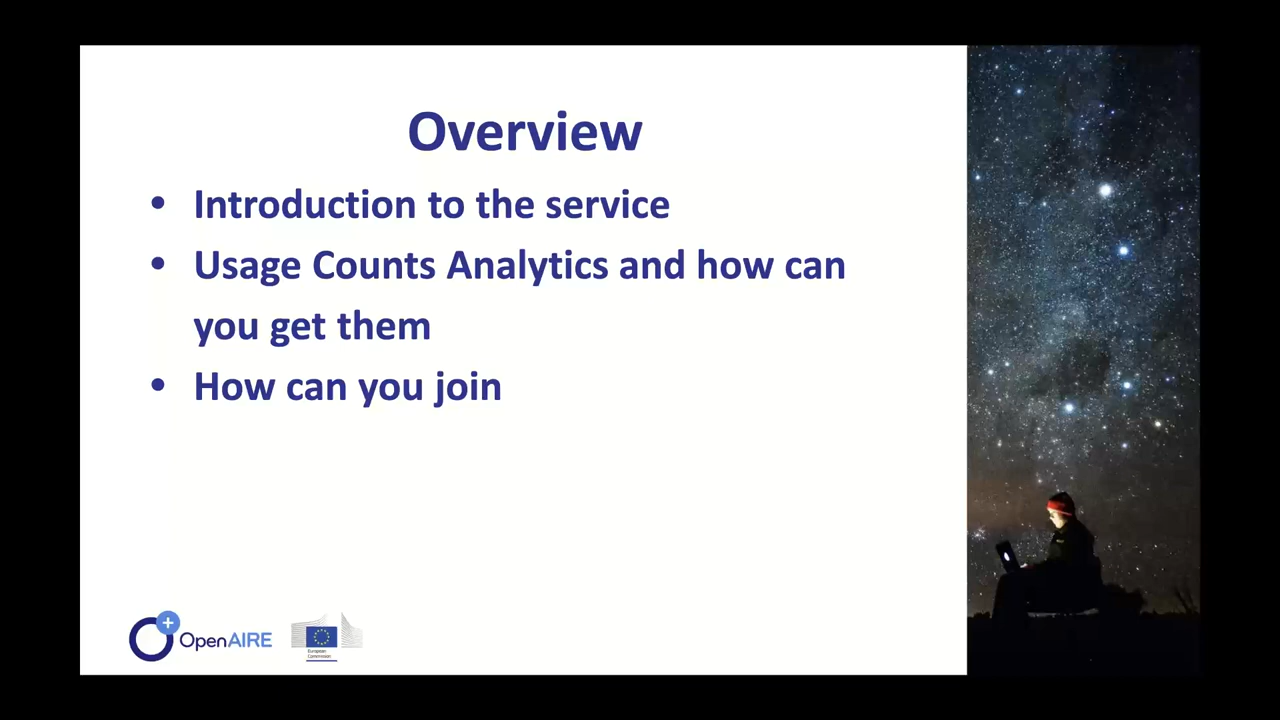 Overview
• Introduction to the service
• Usage Counts Analytics and how can
you get them
• How can you join
OpenAIRE
European
Commission